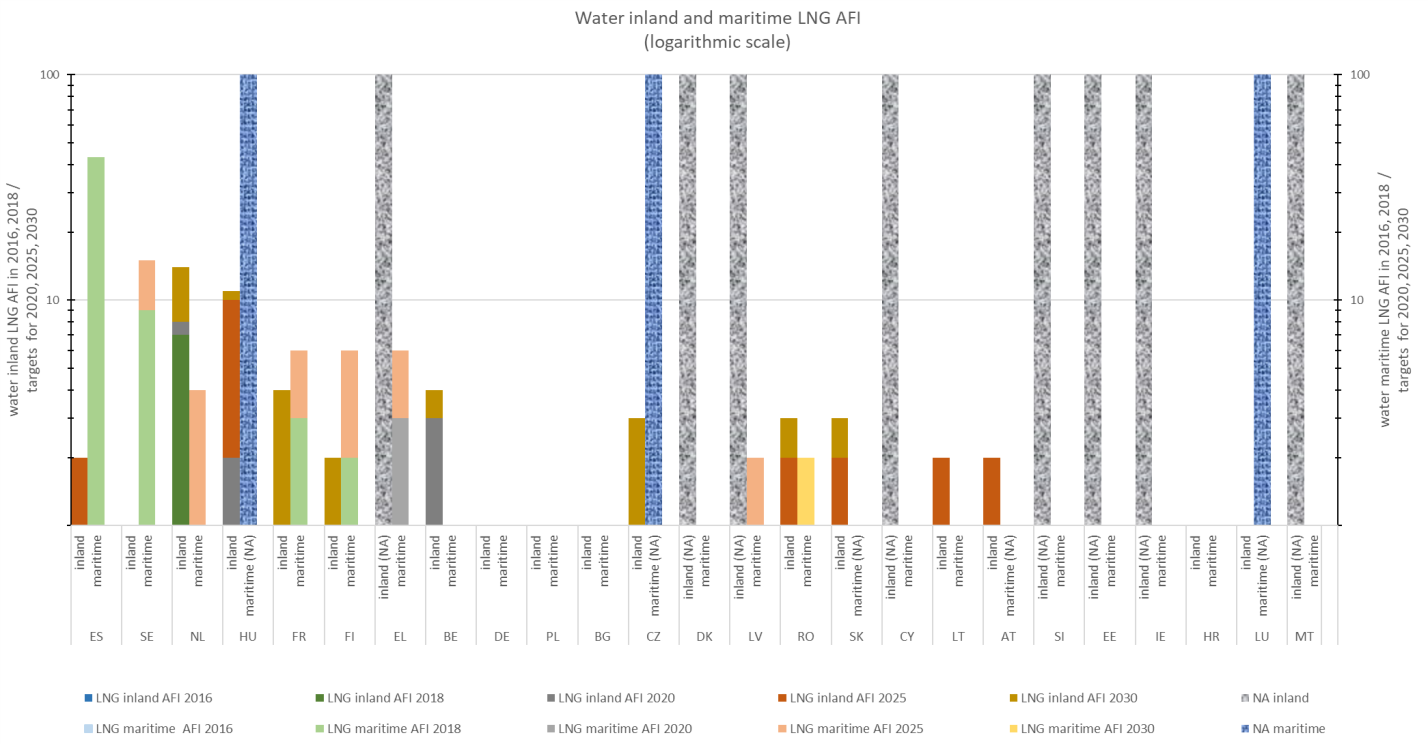 Water inland and maritime LNG AFI
(logarithmic scale)
100
10
water inland LNG AFI in 2016, 2018 /
targets for 2020, 2025, 2030
100
10
water maritime LNG AFI in 2016, 2018 /
targets for 2020, 2025, 2030
inland
maritime
inland
maritime
inland
maritime
inland
maritime (NA)
inland
maritime
inland
maritime
inland (NA)
maritime
inland
maritime
inland
maritime
inland
maritime
inland
maritime
inland
maritime (NA)
inland (NA)
maritime
inland (NA)
maritime
inland
maritime
inland
maritime (NA)
inland (NA)
maritime
inland
maritime
inland
maritime (NA)
inland (NA)
maritime
inland (NA)
maritime
inland (NA)
maritime
inland
maritime
inland
maritime (NA)
inland (NA)
maritime
ES SE NL HU FR FI EL BE DE PL BG CZ DK LV RO SK CY LT AT SI EE IE HR LU MT
LNG inland AFI 2016 LNG inland AFI 2018 LNG inland AFI 2020 LNG inland AFI 2025 LNG inland AFI 2030 NA inland
LNG maritime AFI 2016 LNG maritime AFI 2018 LNG maritime AFI 2020 LNG maritime AFI 2025 LNG maritime AFI 2030 NA maritime